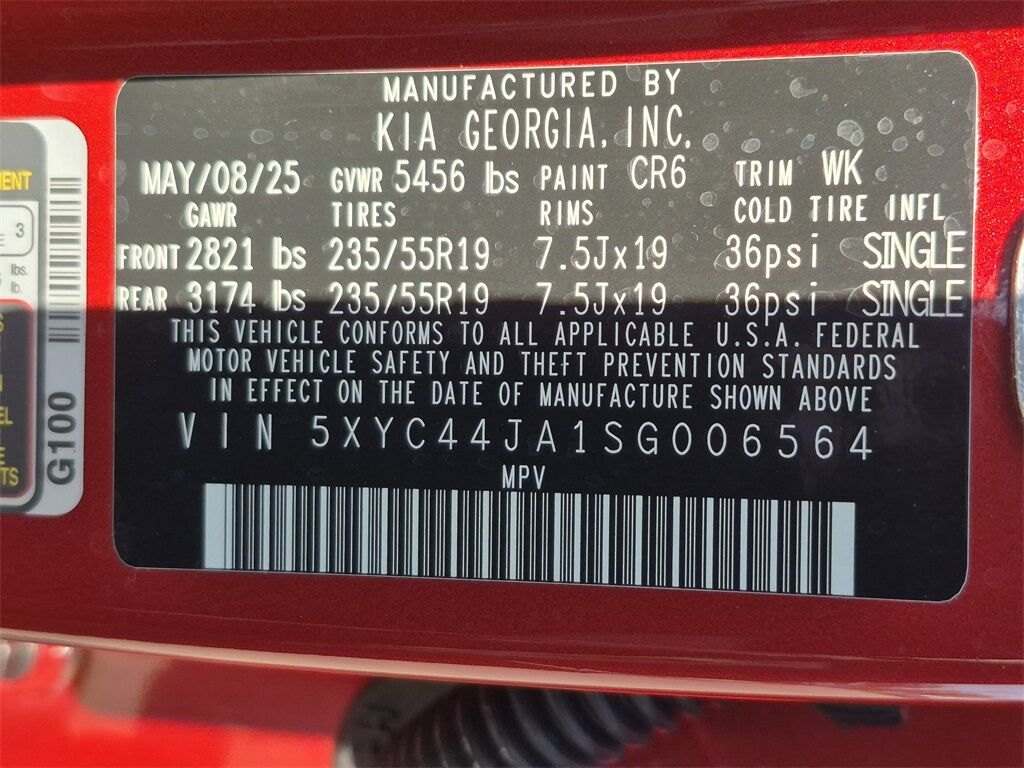 MANUFACTURED BY
KIA GEORGIA, INC.
MAY/08/25 GVWR 5456 lbs PAINT CR6 TRIM WK
GAWR TIRES RIMS COLD TIRE INFL
FRONT 2821 lbs 235/55R19 7.5Jx19 36psi SINGLE
REAR 3174 lbs 235/55R19 7.5Jx19 36psi SINGLE
THIS VEHICLE CONFORMS TO ALL APPLICABLE U.S.A. FEDERAL
MOTOR VEHICLE SAFETY AND THEFT PREVENTION STANDARDS
IN EFFECT ON THE DATE OF MANUFACTURE SHOWN ABOVE
VIN 5XYC44JA1SG006564
MPV
3
lbs.
lb.
G100